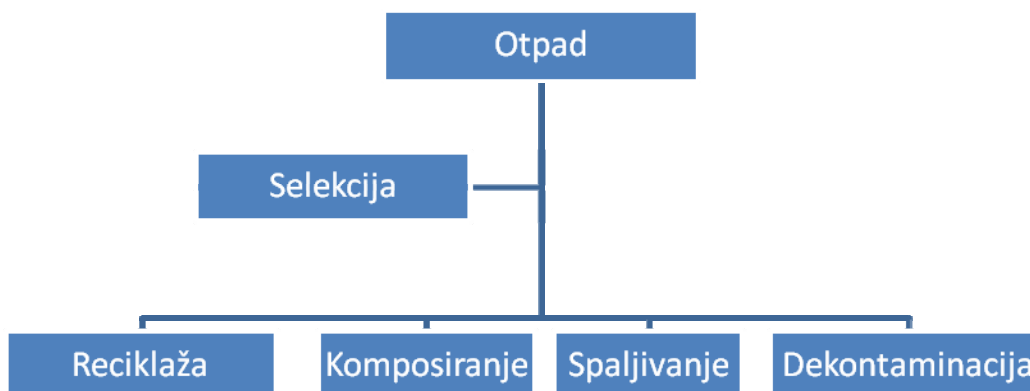 Otpad
Selekcija
Reciklaža
Komposiranje
Spaljivanje
Dekontaminacija